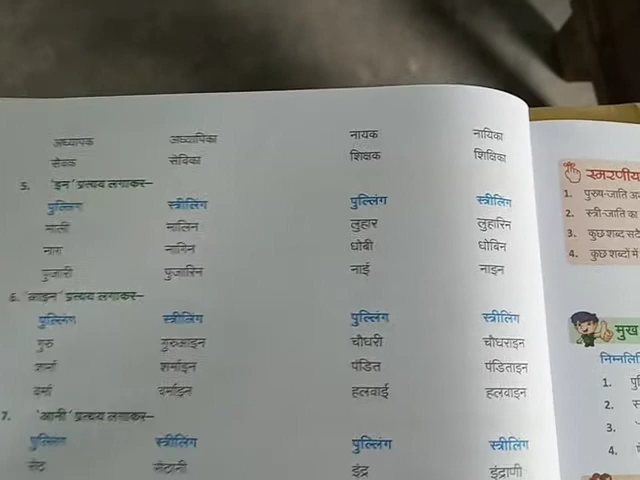 अध्यापक अध्यापिका नायक नायिका
सेवक सेविका शिक्षक शिक्षिका
5. 'इन' प्रत्यय लगाकर—
पुल्लिंग स्त्रीलिंग पुल्लिंग स्त्रीलिंग
माली मालिन लुहार लुहारिन
नाग नागिन धोबी धोबिन
पुजारी पुजारिन नाई नाइन
6. 'आइन' प्रत्यय लगाकर—
पुल्लिंग स्त्रीलिंग पुल्लिंग स्त्रीलिंग
गुरु गुरुआइन चौधरी चौधराइन
शर्मा शर्माइन पंडित पंडिताइन
वर्मा वर्माइन हलवाई हलवाइन
7. 'आनी' प्रत्यय लगाकर—
पुल्लिंग स्त्रीलिंग पुल्लिंग स्त्रीलिंग
सेठ सेठानी इंद्र इंद्राणी
स्मरणीय
1. पुरुष-जाति
2. स्त्री-जाति का
3. कुछ शब्द सदै
4. कुछ शब्दों में
मुख
निम्नलि
1. पु
2.
3.
4.